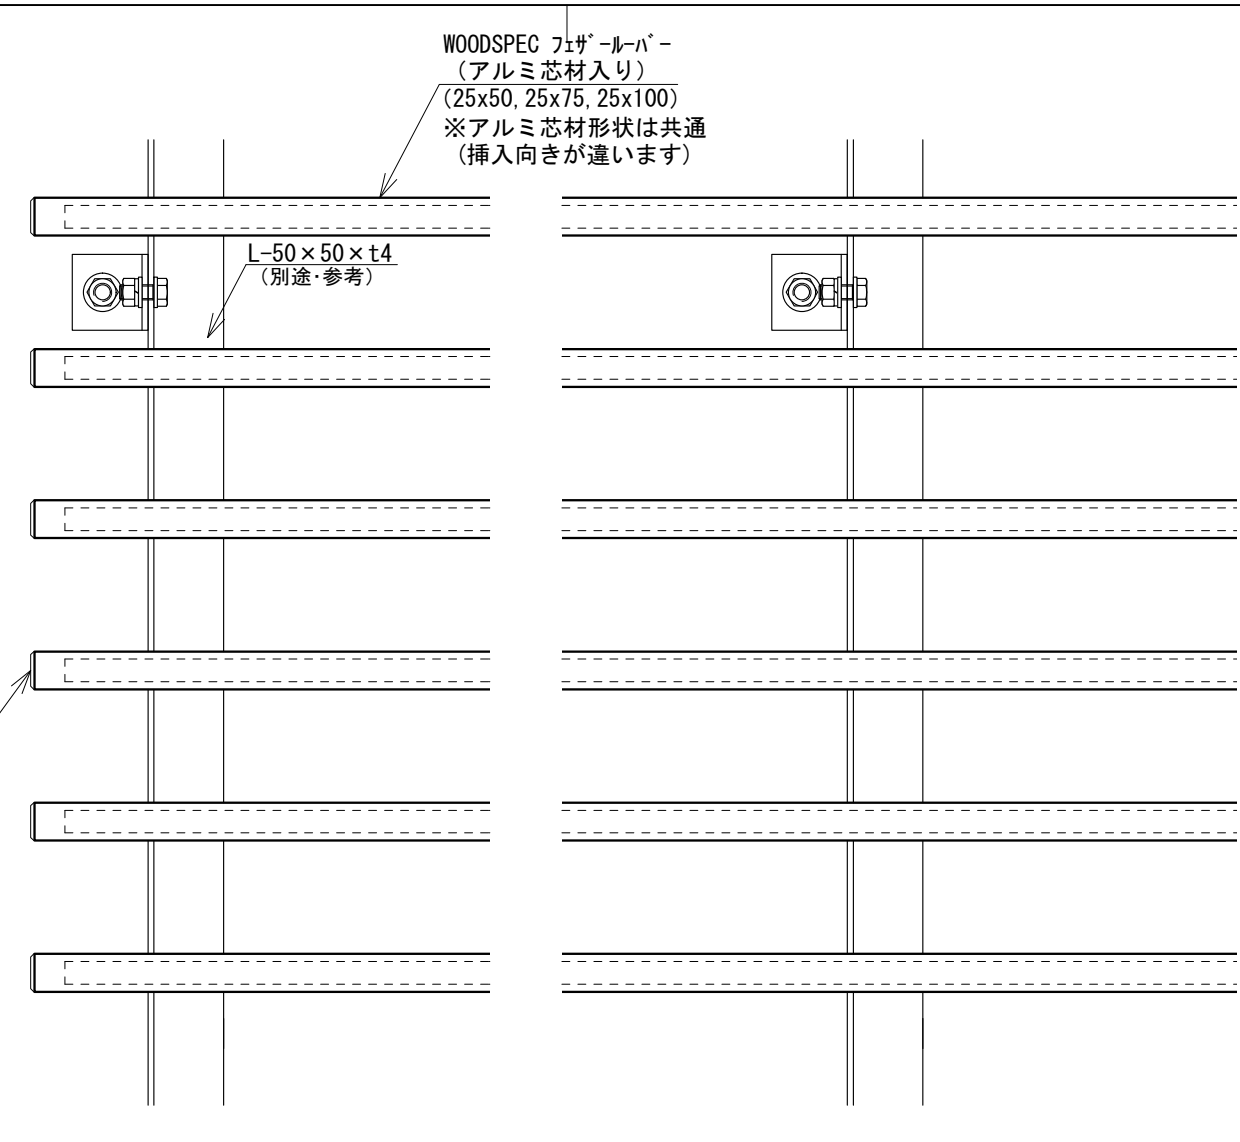 WOODSPEC ﾌｪｻﾞｰﾙｰﾊﾞｰ
(アルミ芯材入り)
(25x50,25x75,25x100)
※アルミ芯材形状は共通
(挿入向きが違います)
L-50×50×t4
(別途･参考)